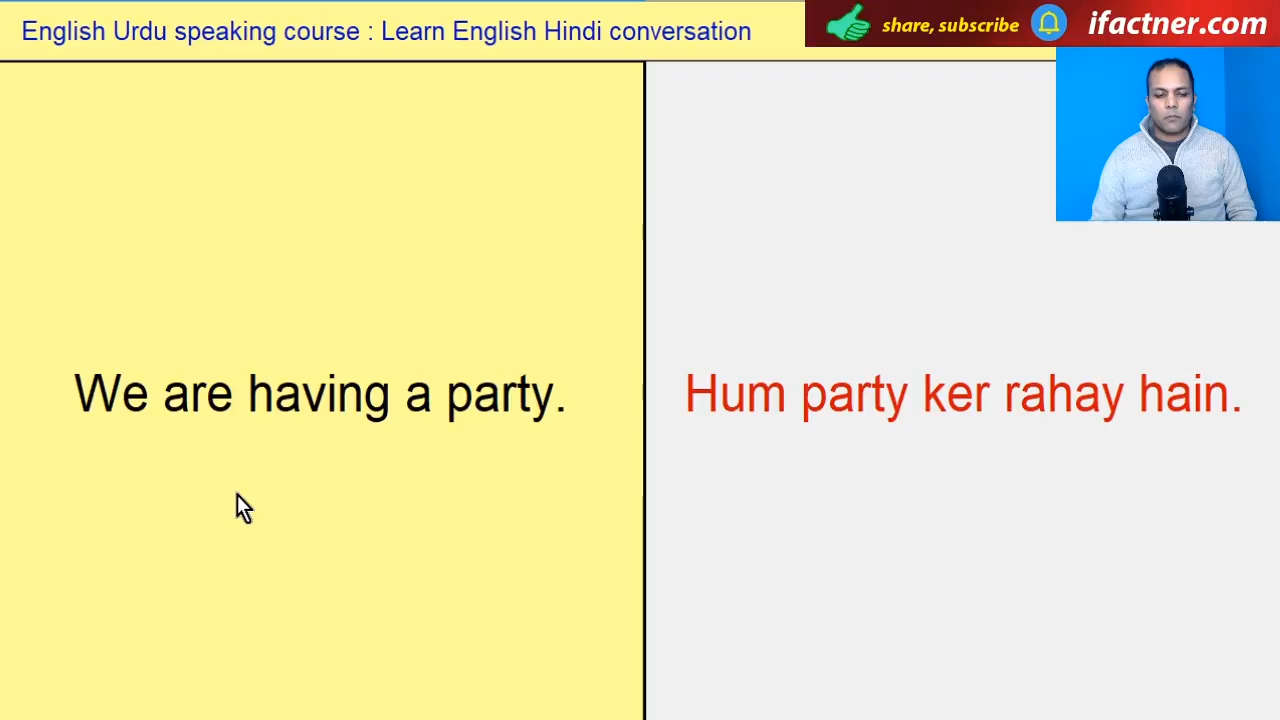 English Urdu speaking course : Learn English Hindi conversation
share, subscribe
ifactner.com
We are having a party.
Hum party ker rahay hain.